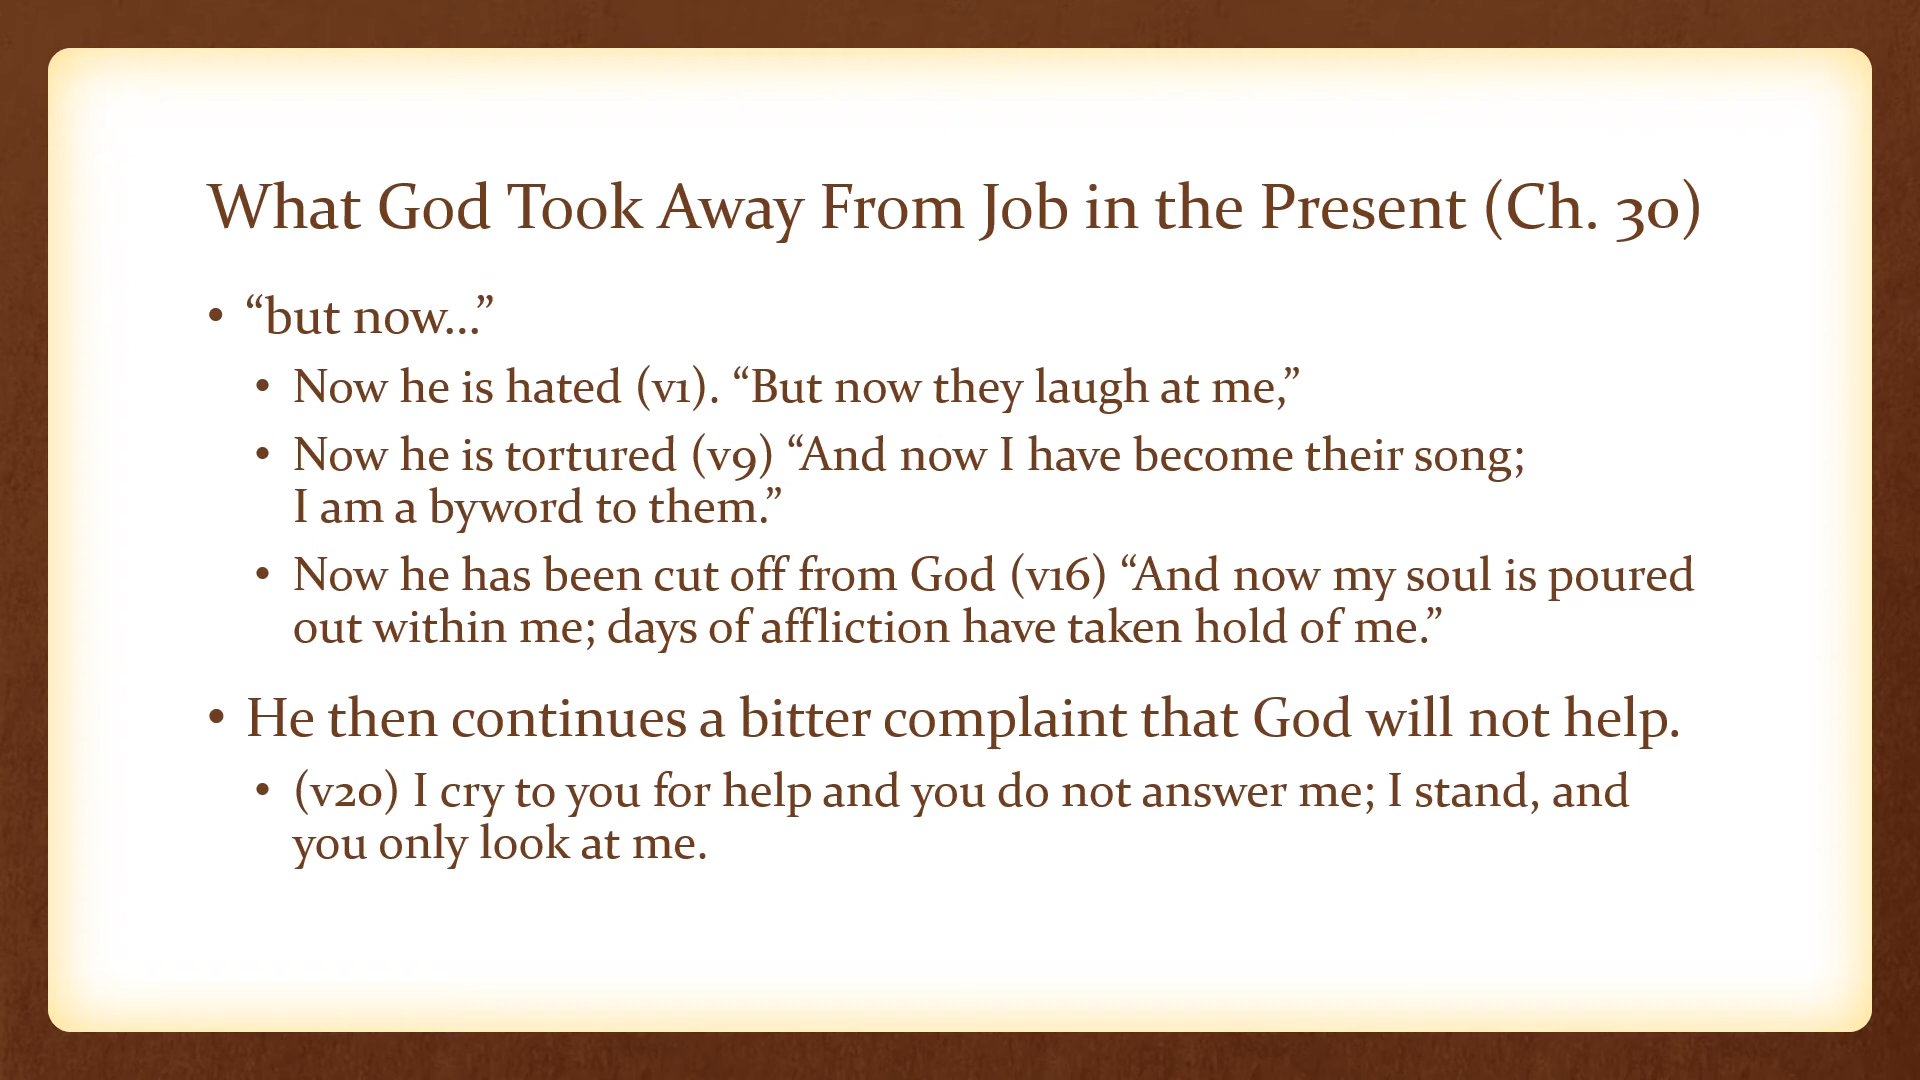 What God Took Away From Job in the Present (Ch. 30)
• “but now…”
• Now he is hated (v1). “But now they laugh at me,”
• Now he is tortured (v9) “And now I have become their song;
I am a byword to them.”
• Now he has been cut off from God (v16) “And now my soul is poured
out within me; days of affliction have taken hold of me.”
• He then continues a bitter complaint that God will not help.
• (v20) I cry to you for help and you do not answer me; I stand, and
you only look at me.